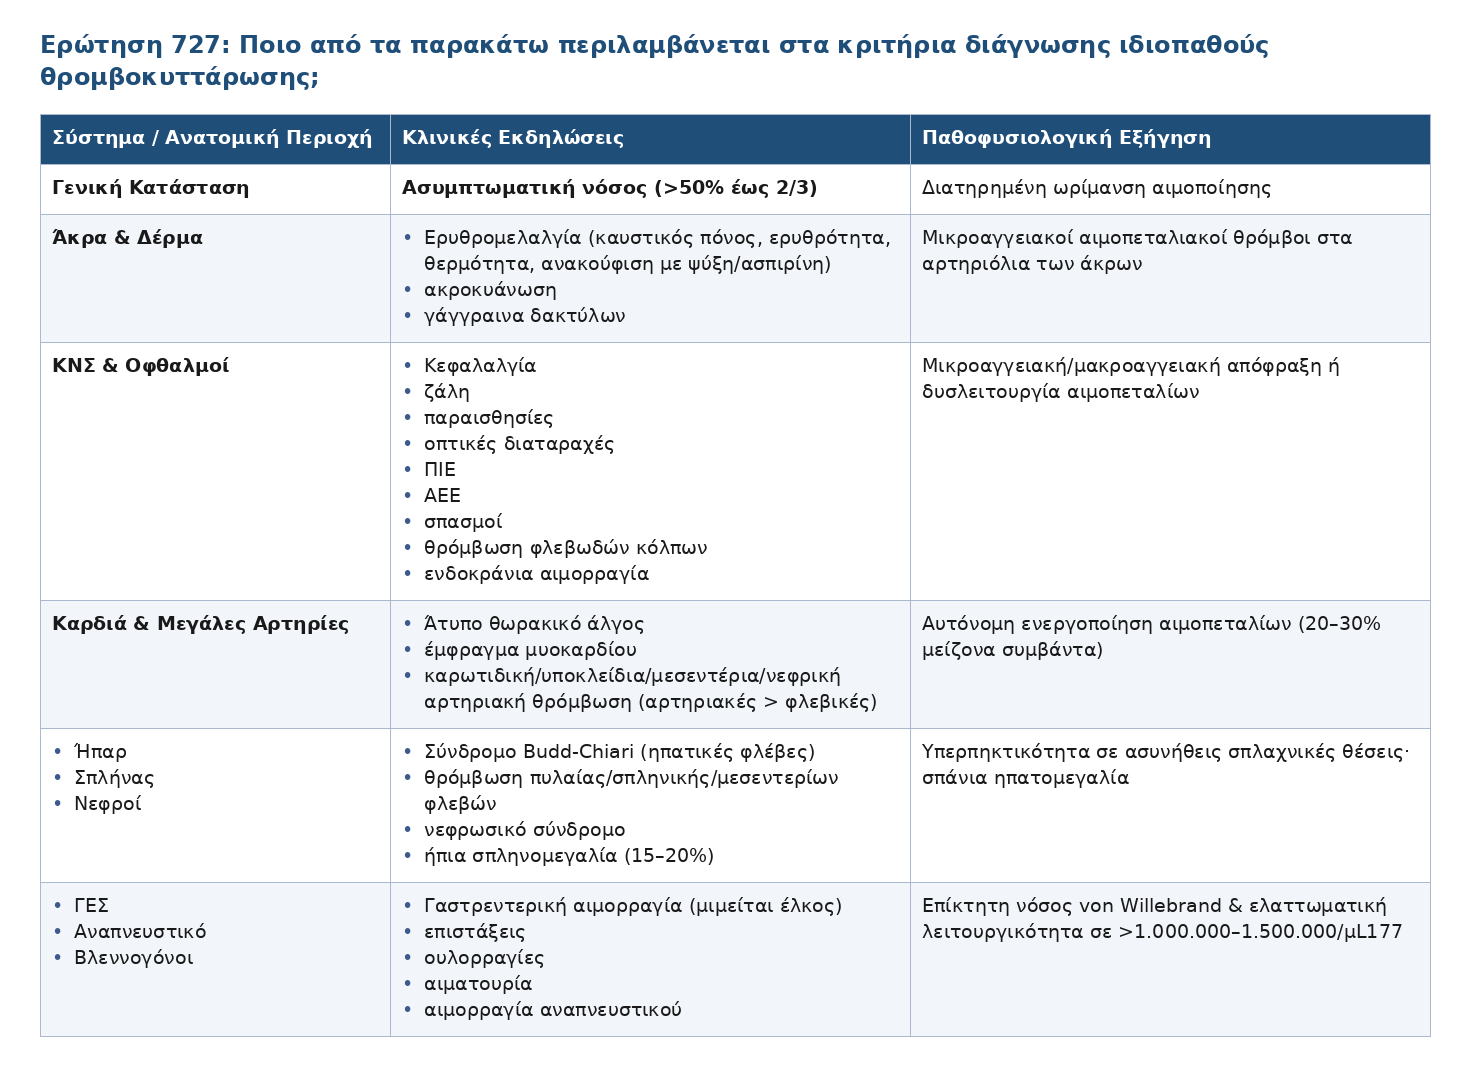 Ερώτηση 727: Ποιο από τα παρακάτω περιλαμβάνεται στα κριτήρια διάγνωσης ιδιοπαθούς
θρομβοκυττάρωσης;
Σύστημα / Ανατομική Περιοχή
Κλινικές Εκδηλώσεις
Παθοφυσιολογική Εξήγηση
Γενική Κατάσταση
Ασυμπτωματική νόσος (>50% έως 2/3)
Διατηρημένη ωρίμανση αιμοποίησης
Άκρα & Δέρμα
• Ερυθρομελαλγία (καυστικός πόνος, ερυθρότητα,
θερμότητα, ανακούφιση με ψύξη/ασπιρίνη)
• ακροκυάνωση
• γάγγραινα δακτύλων
Μικροαγγειακοί αιμοπεταλιακοί θρόμβοι στα
αρτηριόλια των άκρων
ΚΝΣ & Οφθαλμοί
• Κεφαλαλγία
• ζάλη
• παραισθησίες
• οπτικές διαταραχές
• ΠΙΕ
• ΑΕΕ
• σπασμοί
• θρόμβωση φλεβωδών κόλπων
• ενδοκράνια αιμορραγία
Μικροαγγειακή/μακροαγγειακή απόφραξη ή
δυσλειτουργία αιμοπεταλίων
Καρδιά & Μεγάλες Αρτηρίες
• Άτυπο θωρακικό άλγος
• έμφραγμα μυοκαρδίου
• καρωτιδική/υποκλείδια/μεσεντέρια/νεφρική
αρτηριακή θρόμβωση (αρτηριακές > φλεβικές)
Αυτόνομη ενεργοποίηση αιμοπεταλίων (20–30%
μείζονα συμβάντα)
• Ήπαρ
• Σπλήνας
• Νεφροί
• Σύνδρομο Budd-Chiari (ηπατικές φλέβες)
• θρόμβωση πυλαίας/σπληνικής/μεσεντερίων
φλεβών
• νεφρωσικό σύνδρομο
• ήπια σπληνομεγαλία (15–20%)
Υπερπηκτικότητα σε ασυνήθεις σπλαχνικές θέσεις·
σπάνια ηπατομεγαλία
• ΓΕΣ
• Αναπνευστικό
• Βλεννογόνοι
• Γαστρεντερική αιμορραγία (μιμείται έλκος)
• επιστάξεις
• ουλορραγίες
• αιματουρία
• αιμορραγία αναπνευστικού
Επίκτητη νόσος von Willebrand & ελαττωματική
λειτουργικότητα σε >1.000.000–1.500.000/μL177